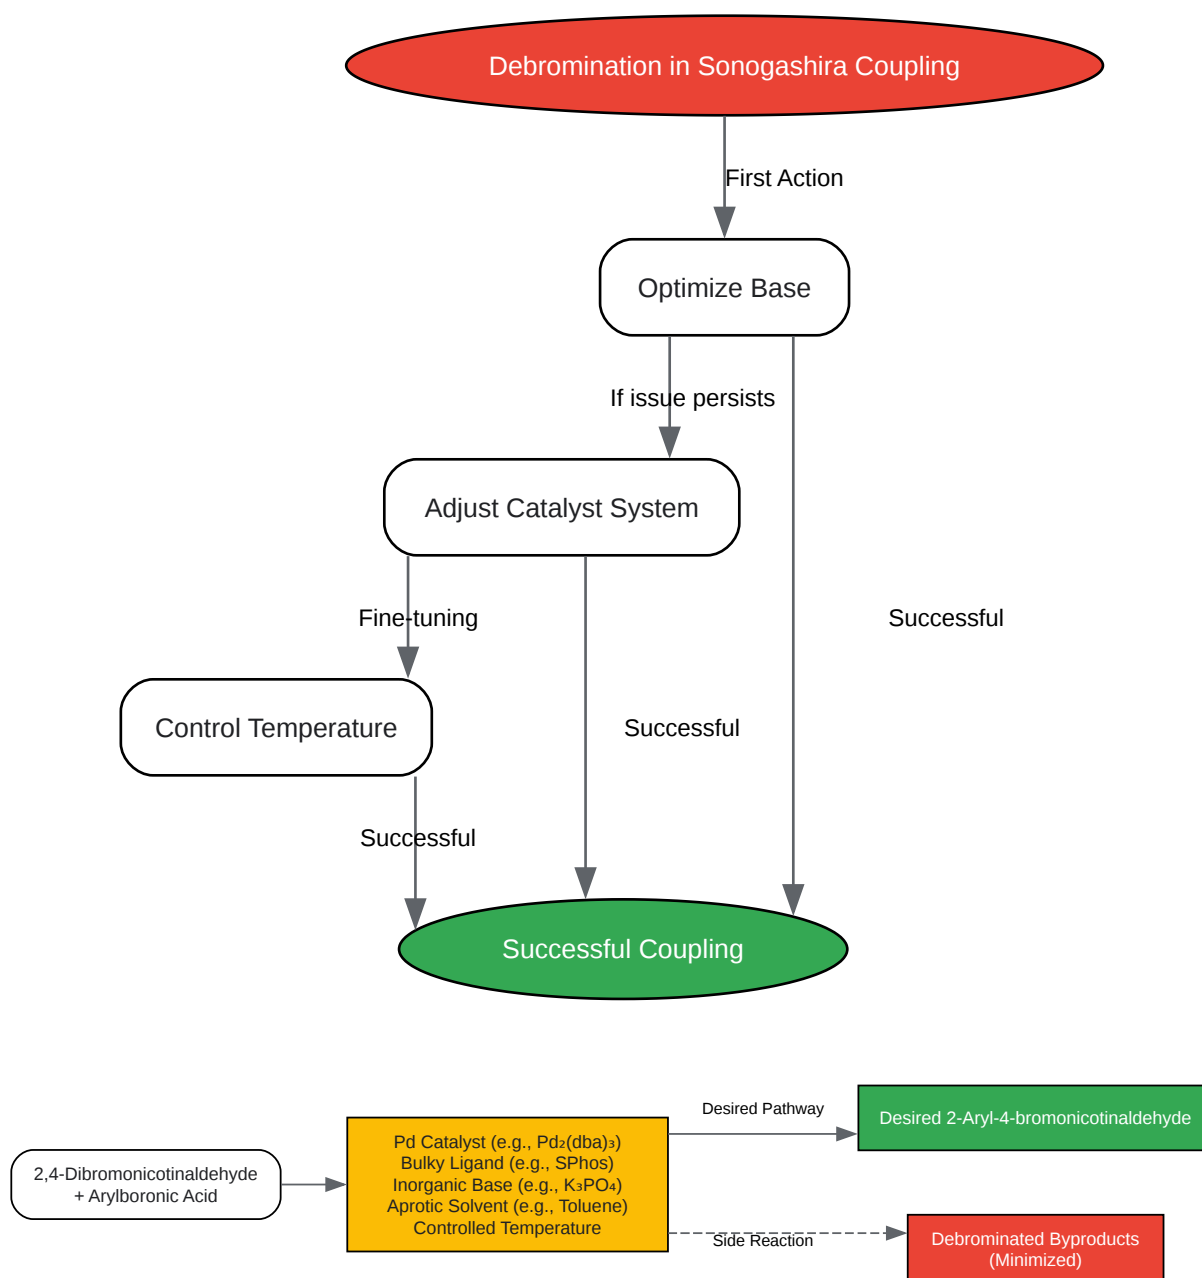 Debromination in Sonogashira Coupling
First Action
Optimize Base
If issue persists
Adjust Catalyst System
Fine-tuning
Successful
Control Temperature
Successful
Successful
Successful Coupling
Desired Pathway
Desired 2-Aryl-4-bromonicotinaldehyde
2,4-Dibromonicotinaldehyde
+ Arylboronic Acid
Pd Catalyst (e.g., Pd₂(dba)₃)
Bulky Ligand (e.g., SPhos)
Inorganic Base (e.g., K₃PO₄)
Aprotic Solvent (e.g., Toluene)
Controlled Temperature
Side Reaction
Debrominated Byproducts
(Minimized)